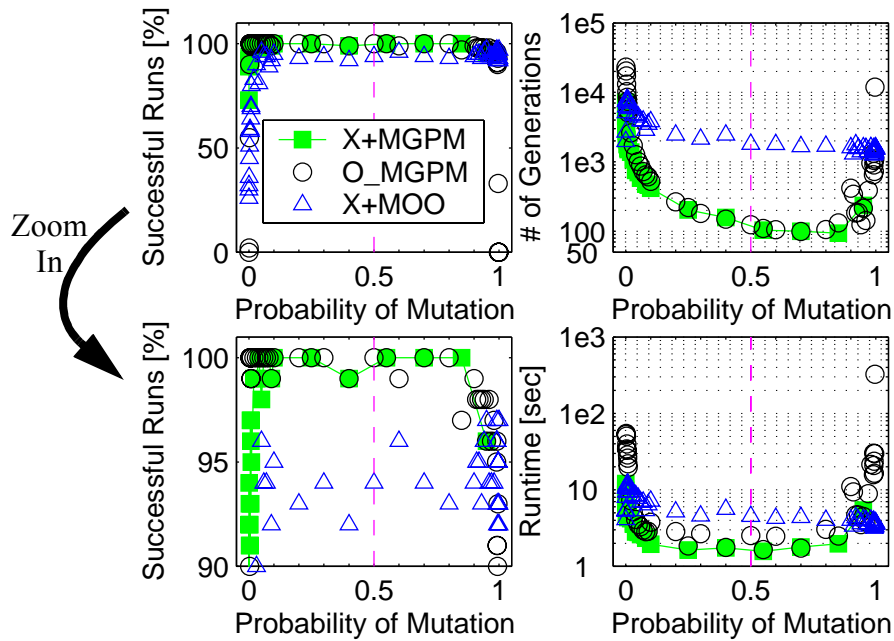 Successful Runs [%]
100
50
0
0
0.5
1
Probability of Mutation
X+MGPM
O_MGPM
X+MOO
# of Generations
1e5
1e4
1e3
100
50
0
0.5
1
Probability of Mutation
Zoom
In
Successful Runs [%]
100
95
90
0
0.5
1
Probability of Mutation
Runtime [sec]
1e3
1e2
10
1
0
0.5
1
Probability of Mutation